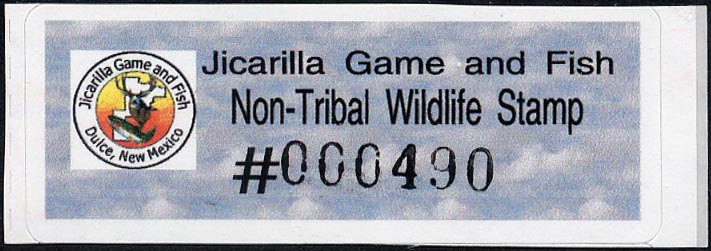 Jicarilla Game and Fish
Dulce, New Mexico
Jicarilla Game and Fish
Non-Tribal Wildlife Stamp
#000490